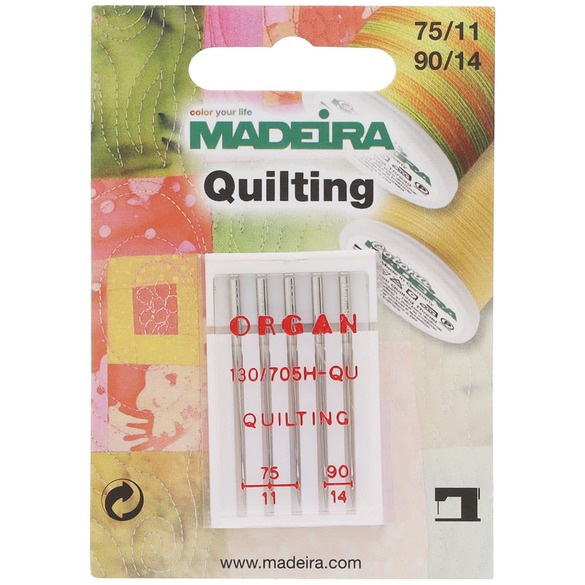 75/11
90/14
color your life
MADEIRA
Quilting
MADEIRA
ORGAN
130/705H-QU
QUILTING
75 90
11 14
www.madeira.com